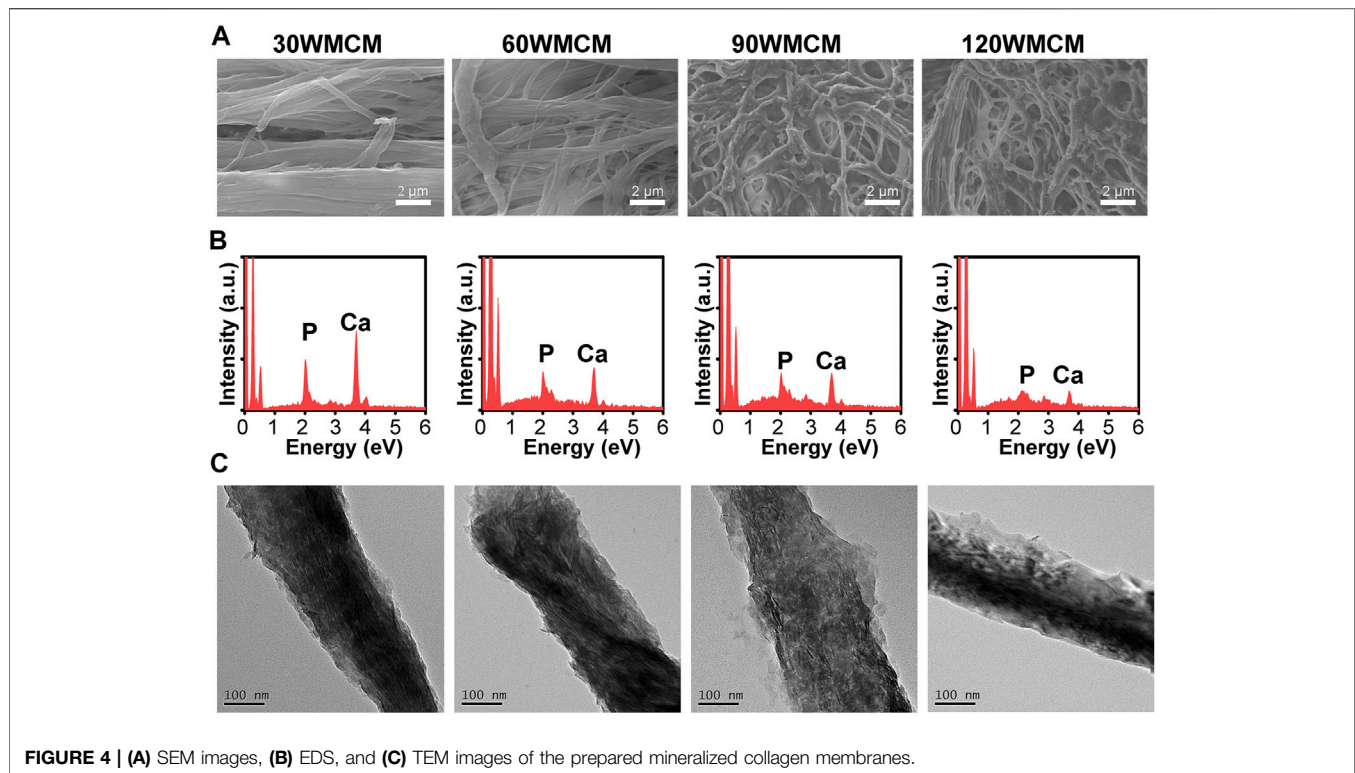 A
30WMCM 60WMCM 90WMCM 120WMCM
2 µm 2 µm 2 µm 2 µm
B
Intensity (a.u.) Intensity (a.u.) Intensity (a.u.) Intensity (a.u.)
P Ca P Ca P Ca P Ca
0 1 2 3 4 5 6 0 1 2 3 4 5 6 0 1 2 3 4 5 6 0 1 2 3 4 5 6
Energy (eV) Energy (eV) Energy (eV) Energy (eV)
C
100 nm 100 nm 100 nm 100 nm
FIGURE 4 | (A) SEM images, (B) EDS, and (C) TEM images of the prepared mineralized collagen membranes.